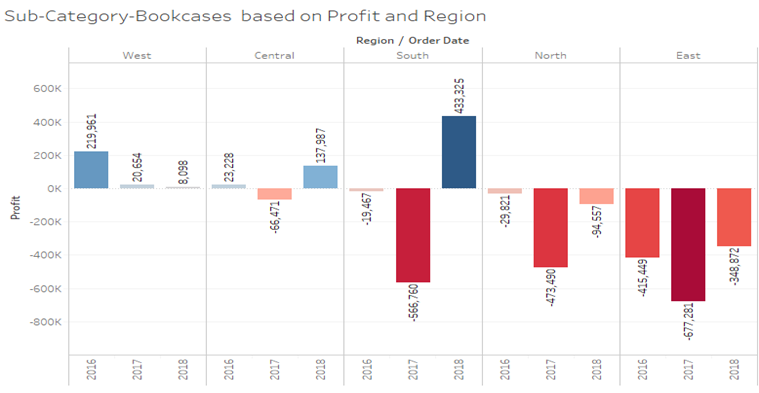 Sub-Category-Bookcases  based on Profit and Region
Region / Order Date
West Central South North East
Profit
600K
400K
200K
0K
-200K
-400K
-600K
-800K
219,961
20,654
8,098
23,228
-66,471
137,987
-19,467
-566,760
433,325
-29,821
-473,490
-94,557
-415,449
-677,281
-348,872
2016 2017 2018 2016 2017 2018 2016 2017 2018 2016 2017 2018 2016 2017 2018